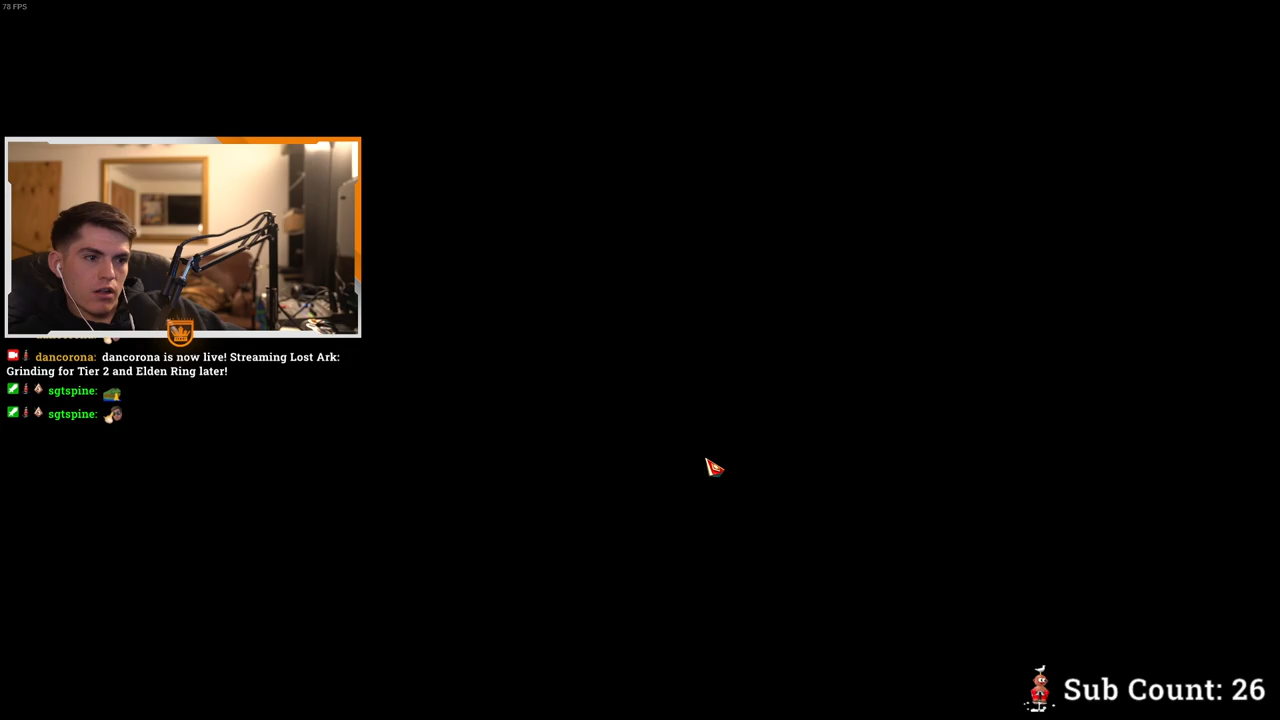 78 FPS
dancorona: dancorona is now live! Streaming Lost Ark:
Grinding for Tier 2 and Elden Ring later!
sgtspine:
sgtspine:
Sub Count: 26